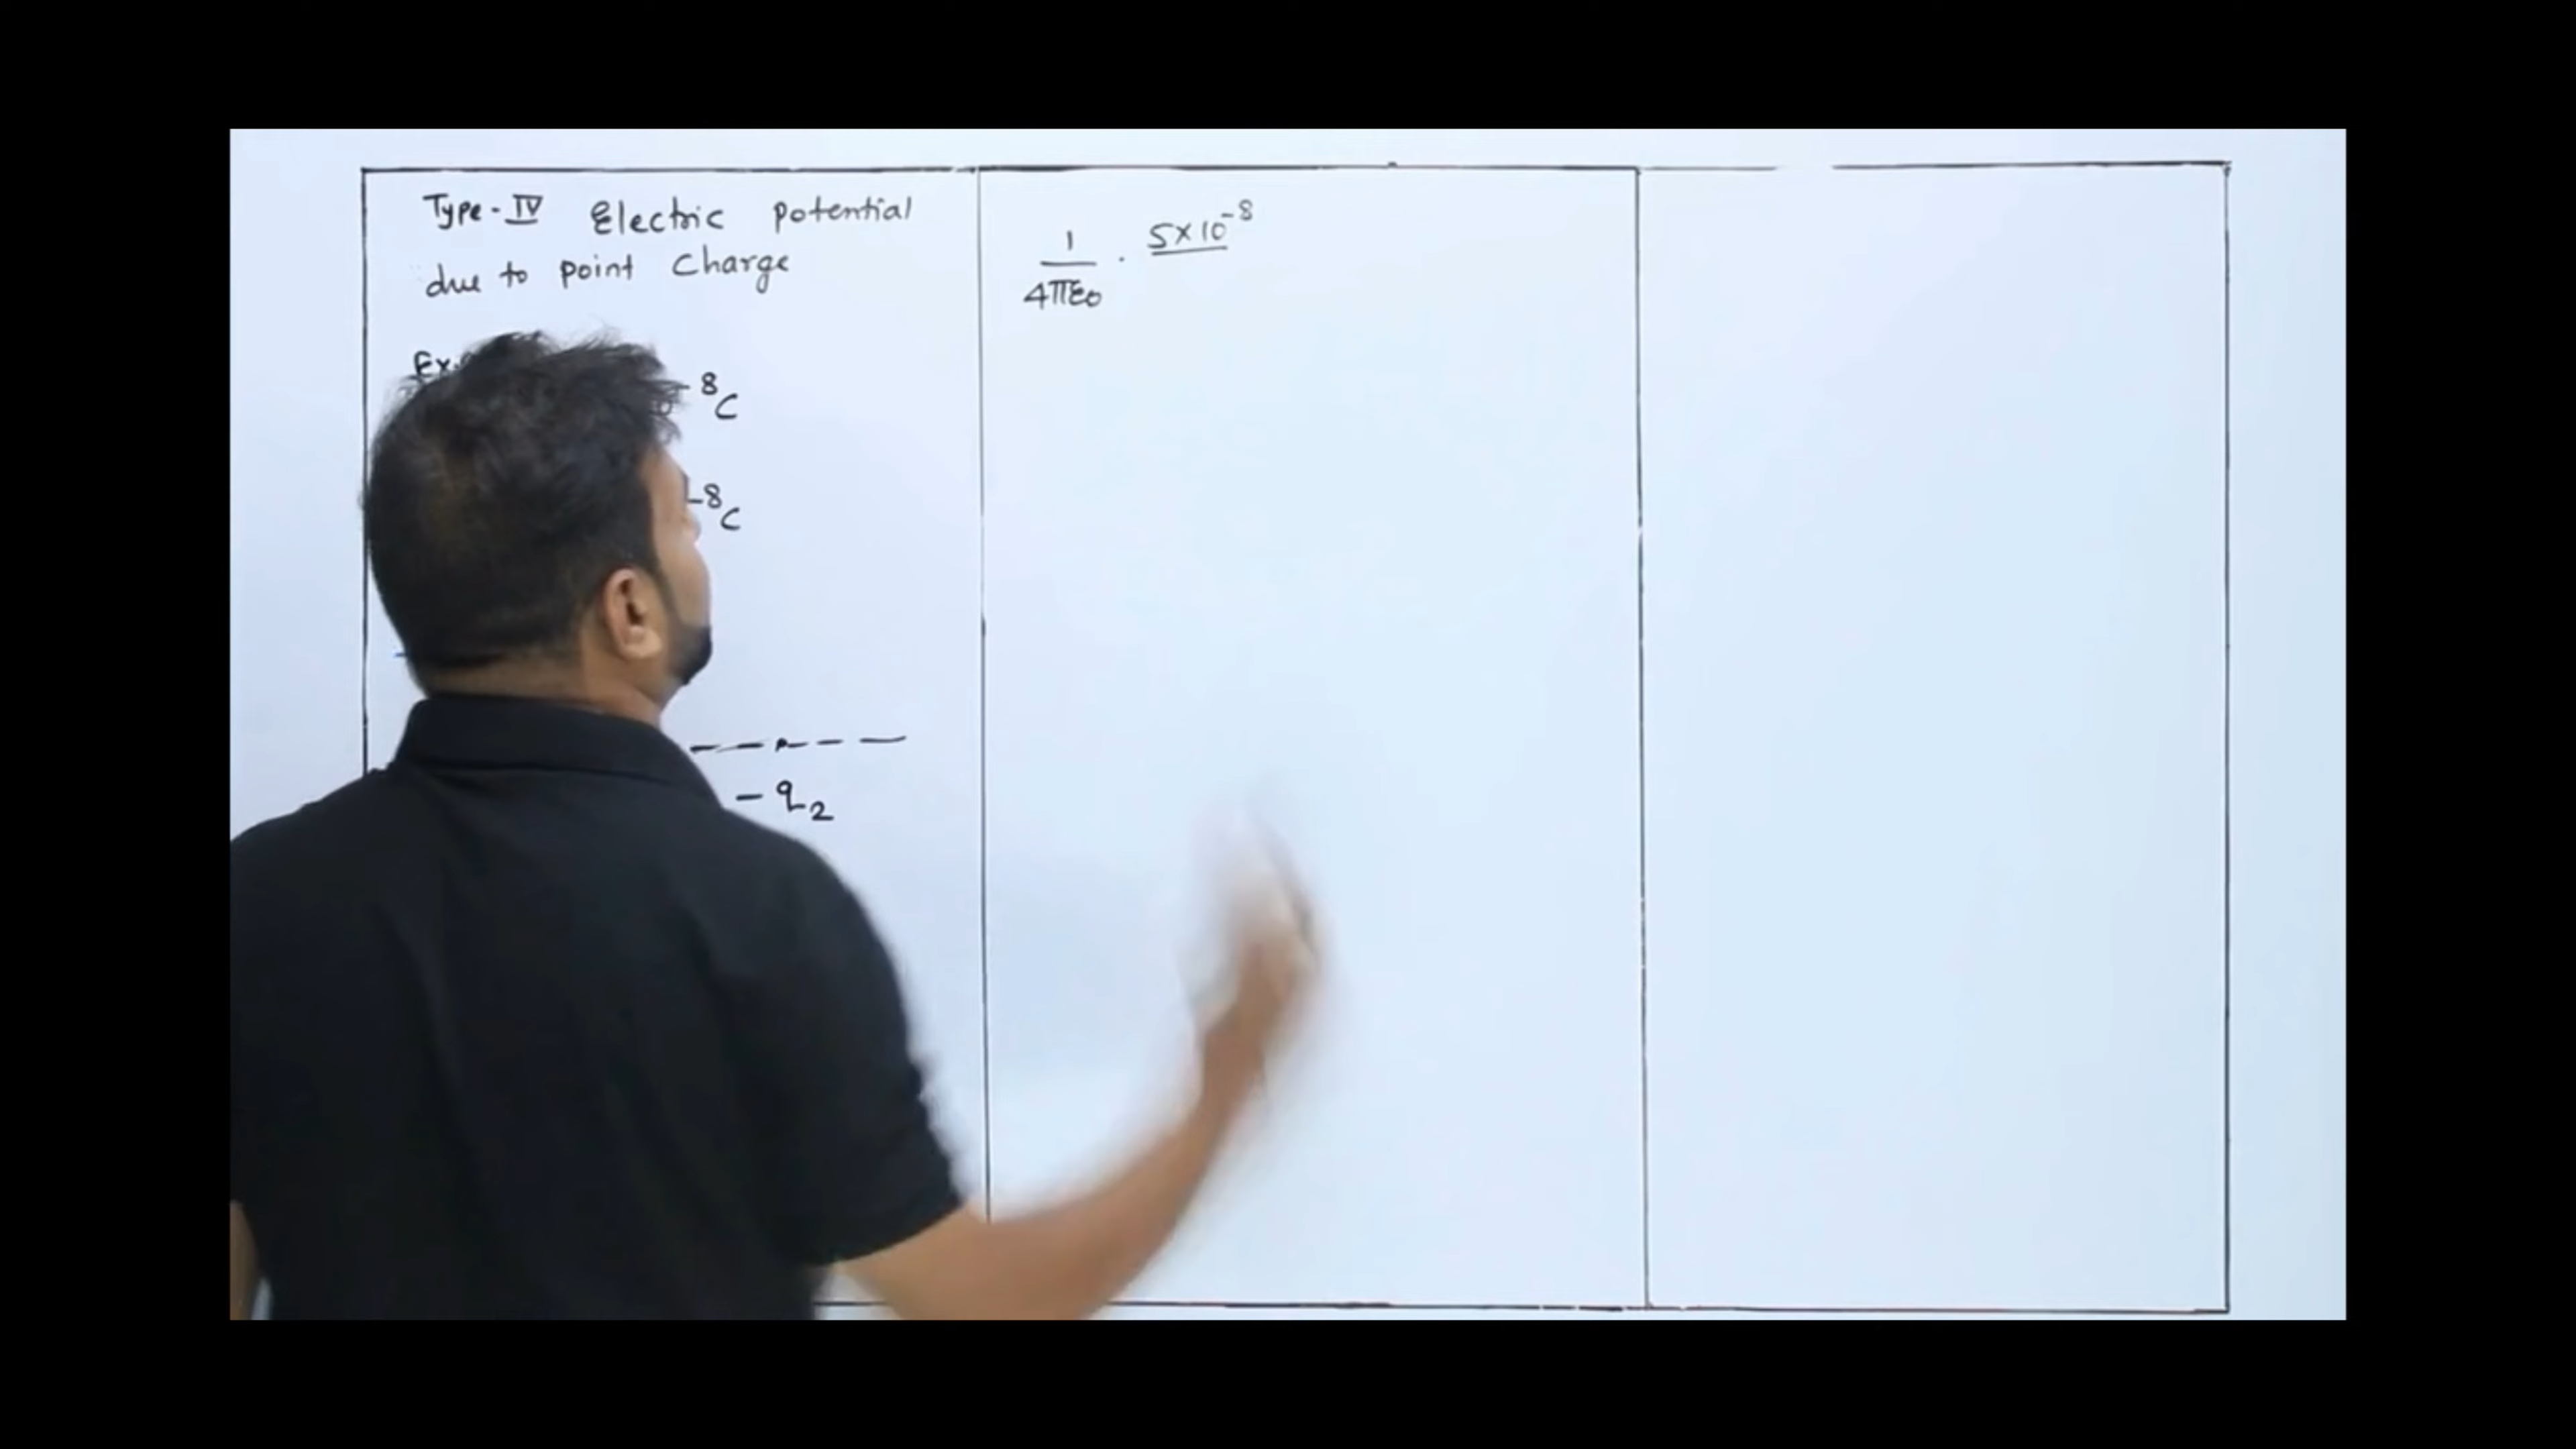 Type-IV Electric potential
due to point charge
Ex.
-8C
-8C
- q2
1/4πε0 . 5×10^-8